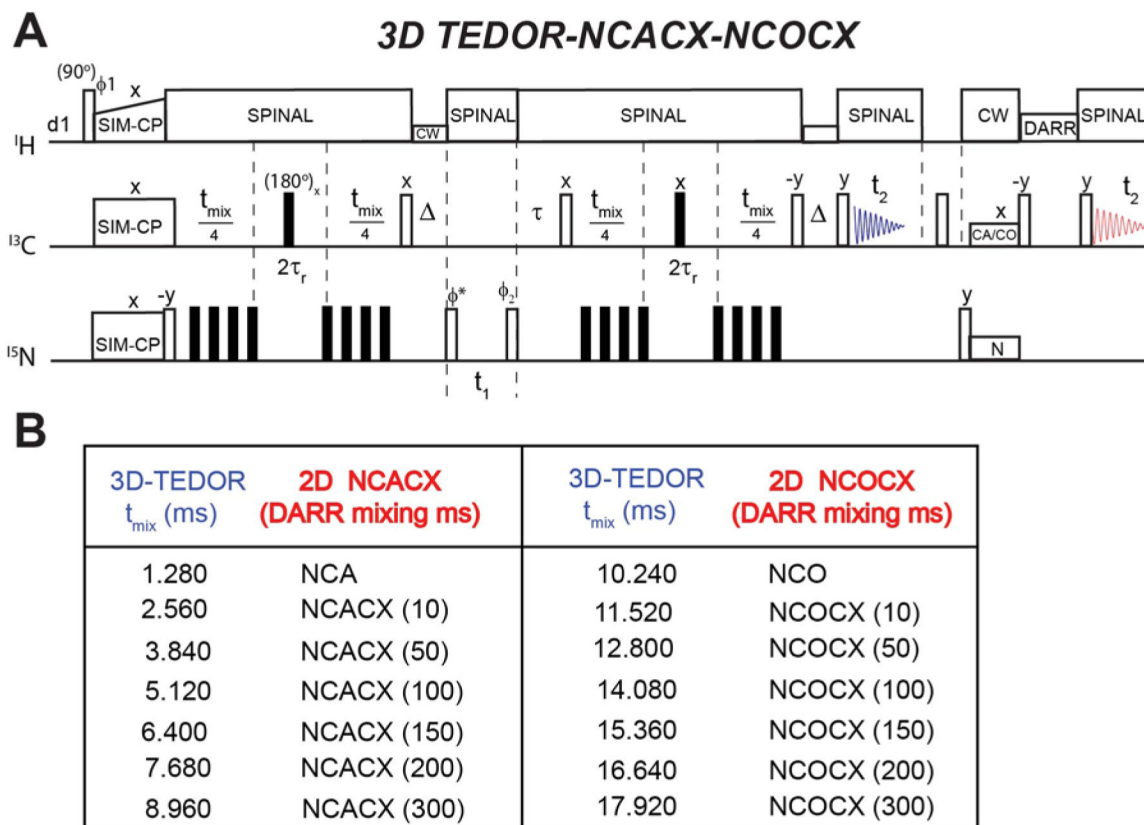 A
3D TEDOR-NCACX-NCOCX
(90º) ϕ1 x
d1 SIM-CP SPINAL CW SPINAL SPINAL SPINAL CW DARR SPINAL
¹H
x (180º)ₓ x x x -y y t₂ -y y t₂
SIM-CP t_mix/4 t_mix/4 Δ τ t_mix/4 t_mix/4 Δ x CA/CO
¹³C
2τᵣ 2τᵣ
x -y ϕ* ϕ₂ y
SIM-CP N
¹⁵N
t₁
B
3D-TEDOR 2D NCACX 3D-TEDOR 2D NCOCX
t_mix (ms) (DARR mixing ms) t_mix (ms) (DARR mixing ms)
1.280 NCA 10.240 NCO
2.560 NCACX (10) 11.520 NCOCX (10)
3.840 NCACX (50) 12.800 NCOCX (50)
5.120 NCACX (100) 14.080 NCOCX (100)
6.400 NCACX (150) 15.360 NCOCX (150)
7.680 NCACX (200) 16.640 NCOCX (200)
8.960 NCACX (300) 17.920 NCOCX (300)